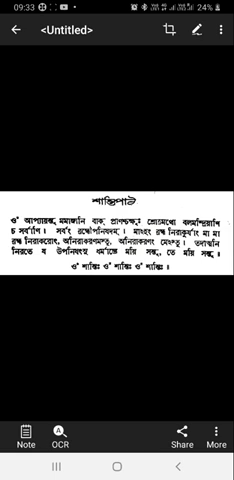 09:33
24%
<Untitled>
শান্তিপাঠ
ওঁ আপ্যায়ন্তু মমাঙ্গানি বাক্ প্রাণশ্চক্ষুঃ শ্রোত্রমথো বলমিন্দ্রিয়াণি
চ সর্বাণি। সর্বং ব্রহ্মৌপনিষদম্। মাহহং ব্রহ্ম নিরাকুর্যাং মা মা
ব্রহ্ম নিরাকরোৎ, অনিরাকরণমস্তু, অনিরাকরণং মেহস্তু। তদাত্মনি
নিরতে য উপনিষৎসু ধর্মাস্তে ময়ি সন্তু, তে ময়ি সন্তু॥
ওঁ শান্তিঃ ওঁ শান্তিঃ ওঁ শান্তিঃ।
Note
OCR
Share
More